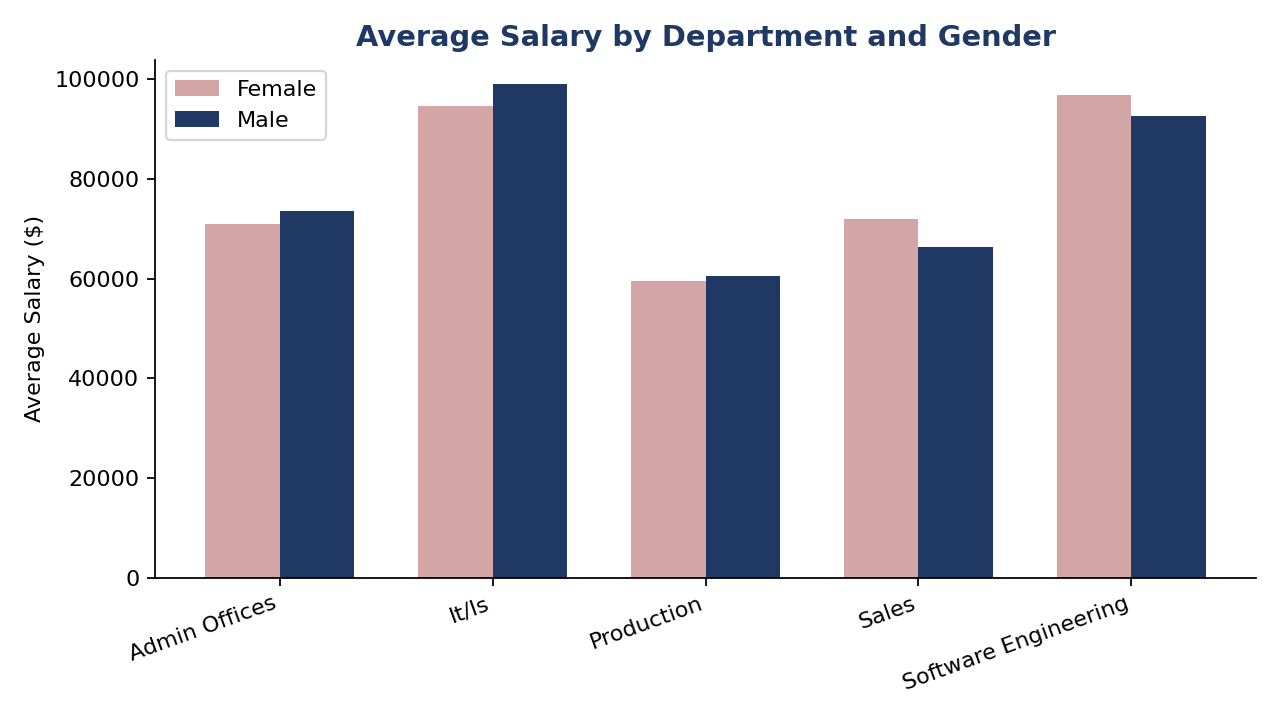 Average Salary by Department and Gender
Female
Male
Average Salary ($)
100000
80000
60000
40000
20000
0
Admin Offices
It/Is
Production
Sales
Software Engineering